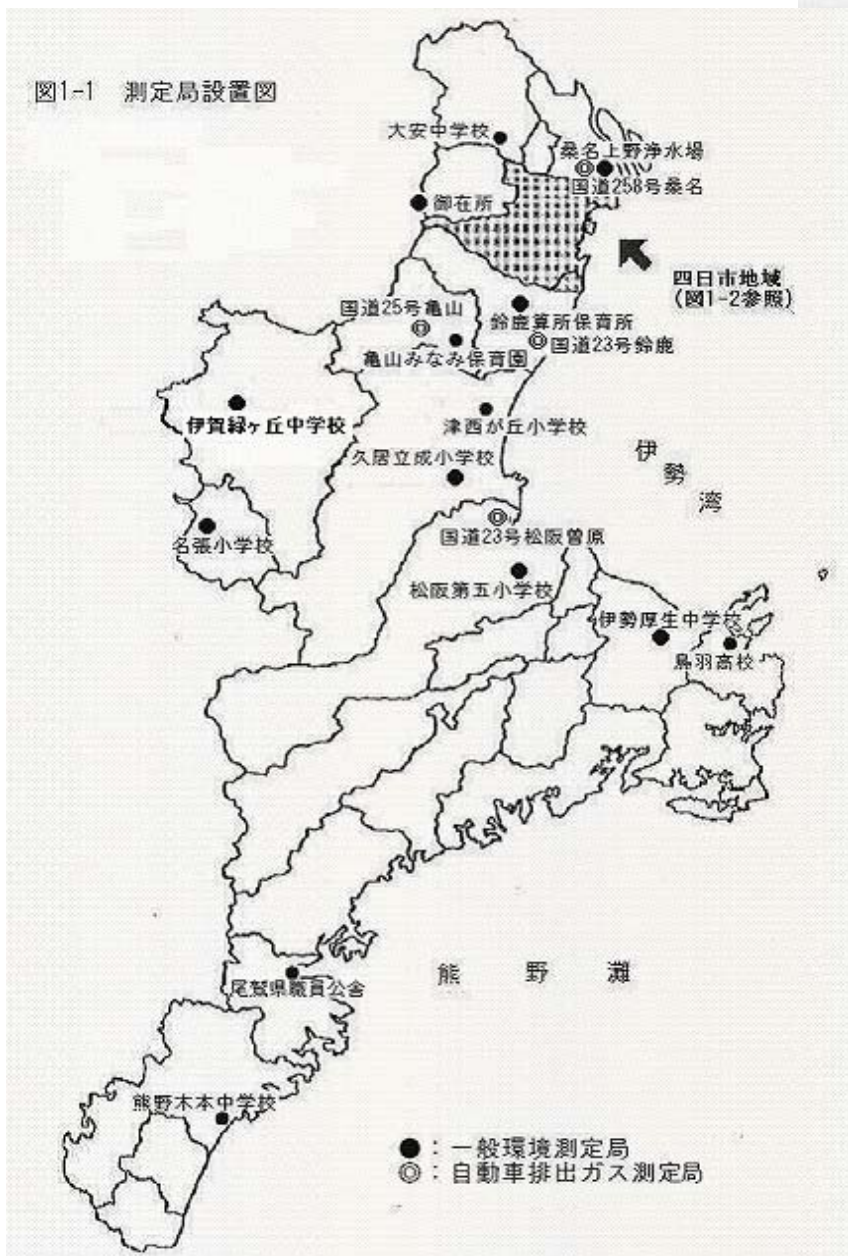 図1-1 測定局設置図
大安中学校
桑名上野浄水場
国道258号桑名
御在所
四日市地域
(図1-2参照)
国道25号亀山
鈴鹿算所保育所
国道23号鈴鹿
亀山みなみ保育園
伊賀緑ヶ丘中学校
津西が丘小学校
久居立成小学校
伊勢湾
名張小学校
国道23号松阪曽原
松阪第五小学校
伊勢厚生中学校
鳥羽高校
熊野灘
尾鷲県職員公舎
熊野木本中学校
●：一般環境測定局
◎：自動車排出ガス測定局